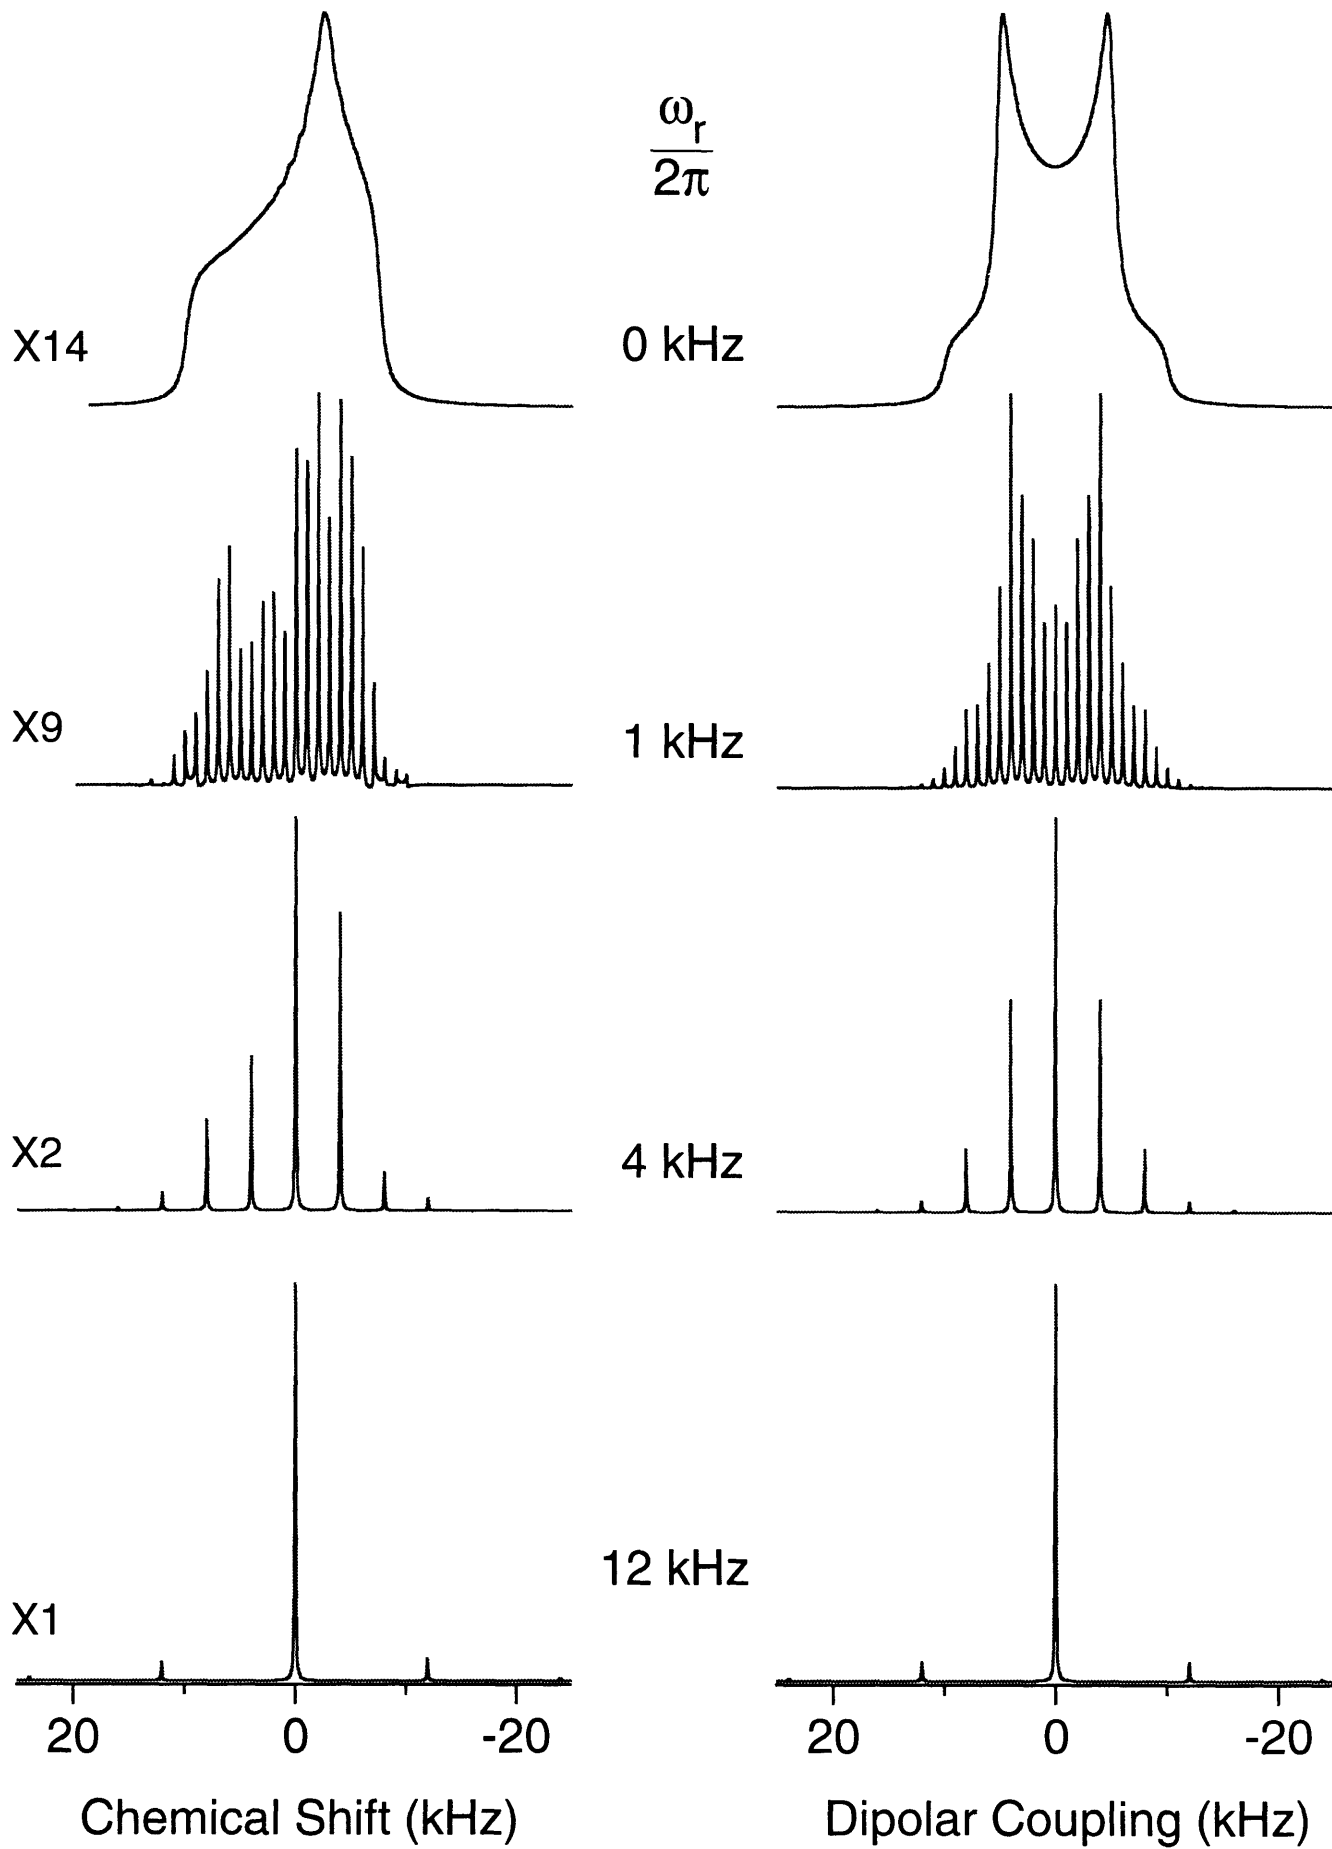 ω_r
2π
X14
0 kHz
X9
1 kHz
X2
4 kHz
12 kHz
X1
20 0 -20 20 0 -20
Chemical Shift (kHz) Dipolar Coupling (kHz)